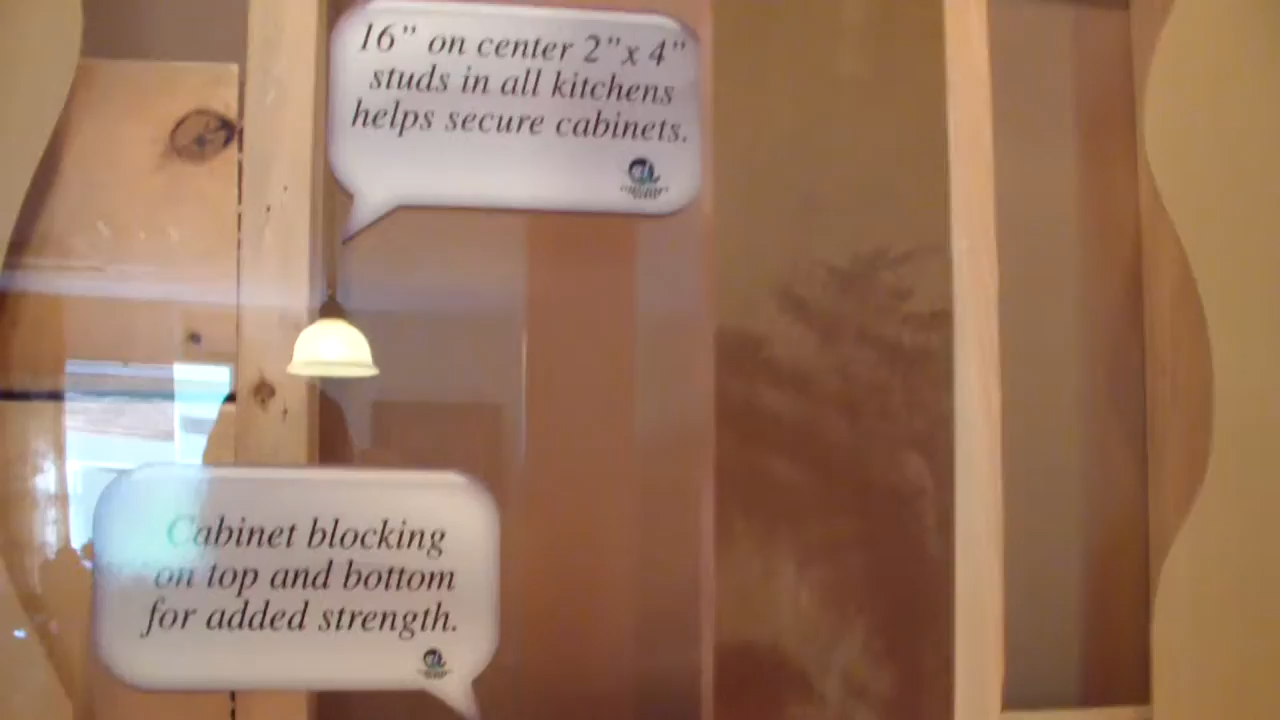 16" on center 2"x 4"
studs in all kitchens
helps secure cabinets.
Cabinet blocking
on top and bottom
for added strength.